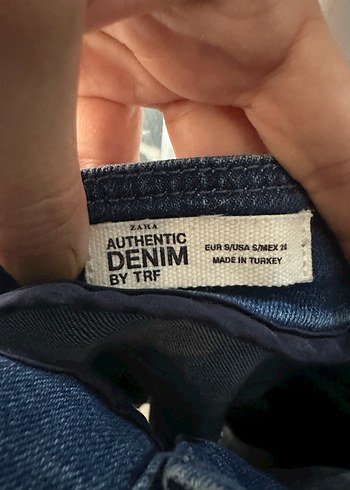 ZARA
AUTHENTIC
DENIM
BY TRF
EUR S/USA S/MEX 26
MADE IN TURKEY